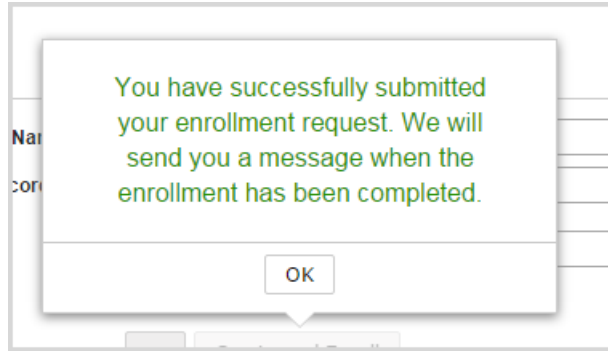 You have successfully submitted
your enrollment request. We will
send you a message when the
enrollment has been completed.
OK